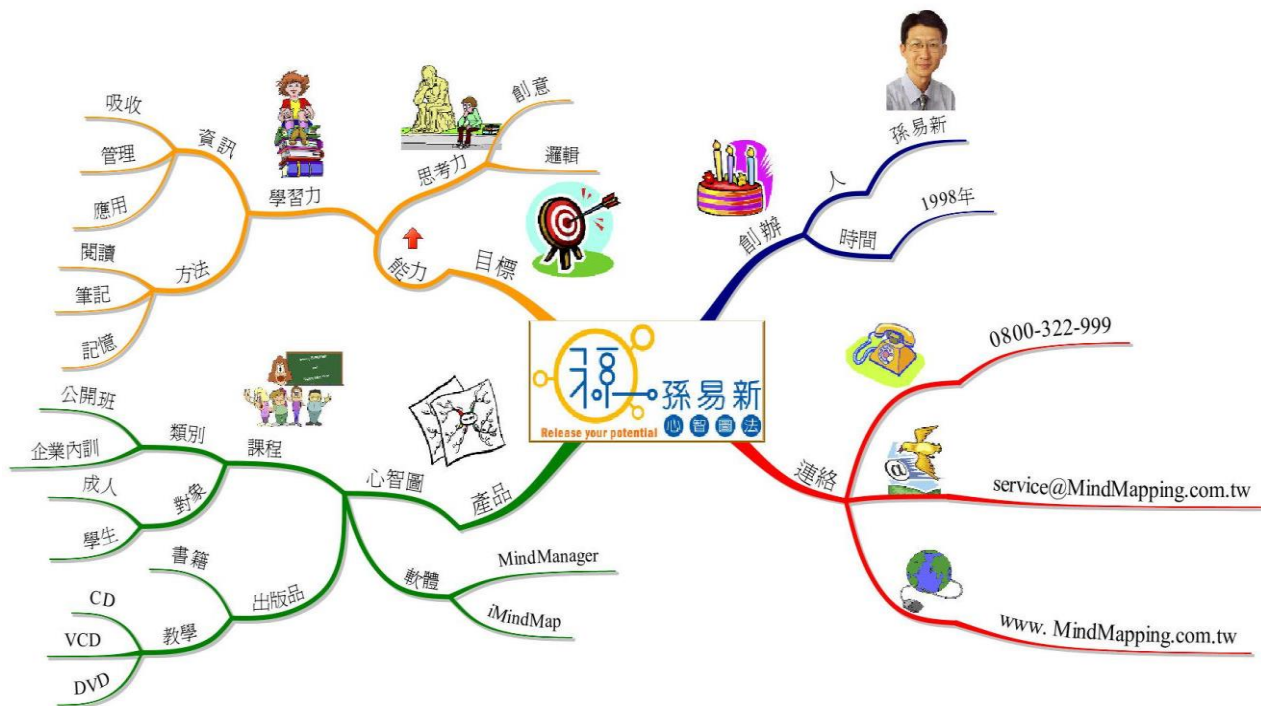 孫易新
心智圖法
Release your potential
創辦
人
孫易新
時間
1998年
連絡
0800-322-999
service@MindMapping.com.tw
www. MindMapping.com.tw
產品
心智圖
課程
類別
公開班
企業內訓
對象
成人
學生
出版品
書籍
教學
CD
VCD
DVD
軟體
MindManager
iMindMap
目標
能力
思考力
創意
邏輯
學習力
資訊
吸收
管理
應用
方法
閱讀
筆記
記憶